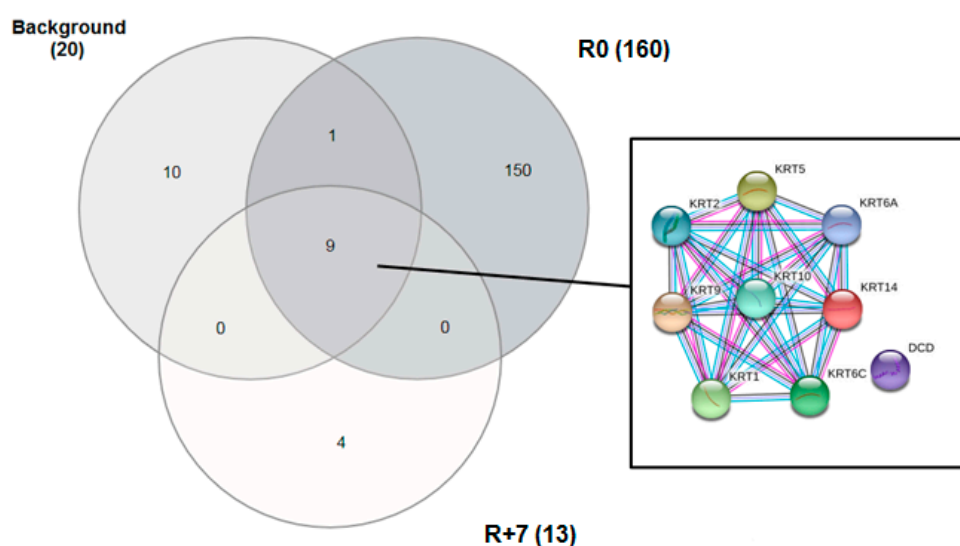 Background
(20)
R0 (160)
1
10
150
9
0
0
4
R+7 (13)
KRT5
KRT2
KRT6A
KRT10
KRT9
KRT14
DCD
KRT1
KRT6C